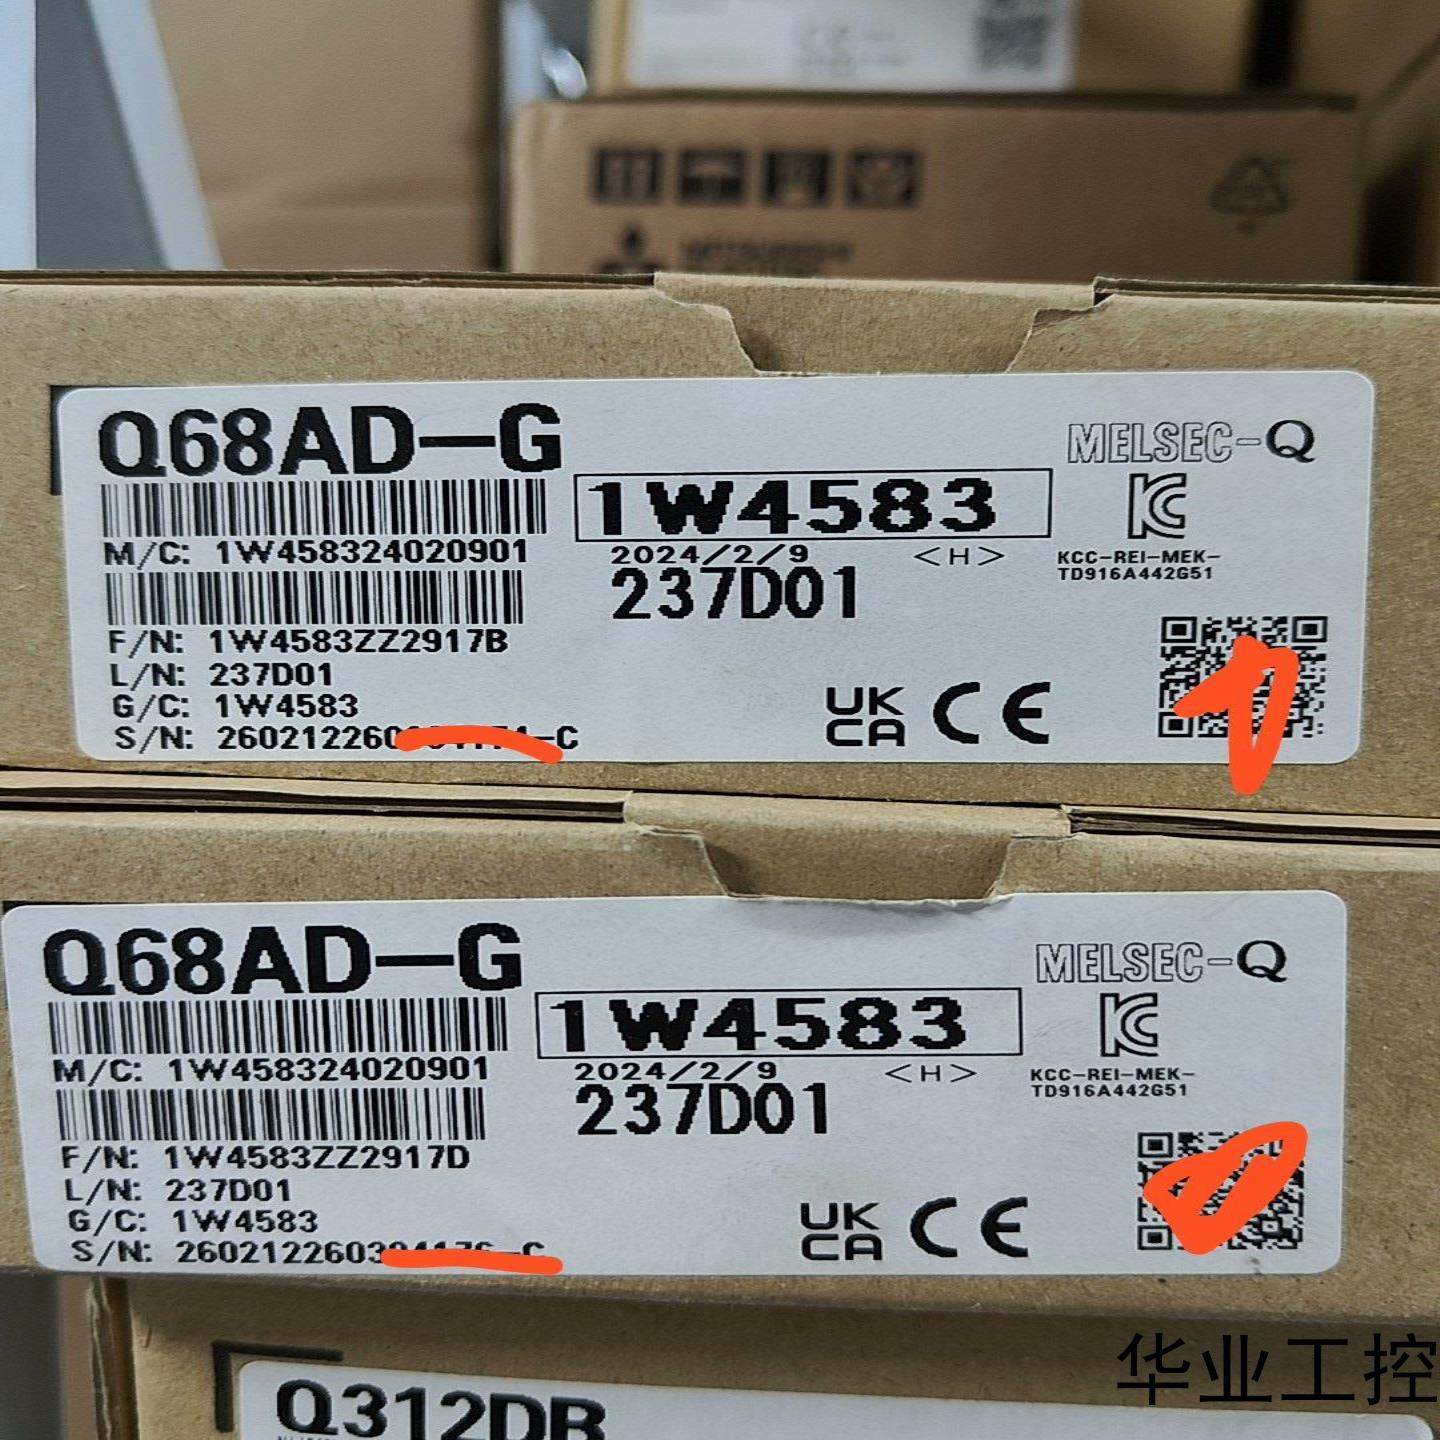 Q68AD-G
MELSEC-Q
1W4583
M/C: 1W458324020901
2024/2/9 <H>
KCC-REI-MEK-
TD916A442G51
237D01
F/N: 1W4583ZZ2917B
L/N: 237D01
G/C: 1W4583
UK
CA
CE
S/N: 260212260
-C
Q68AD-G
MELSEC-Q
1W4583
M/C: 1W458324020901
2024/2/9 <H>
KCC-REI-MEK-
TD916A442G51
237D01
F/N: 1W4583ZZ2917D
L/N: 237D01
G/C: 1W4583
UK
CA
CE
S/N: 2602122603
-C
华业工控
Q312DB